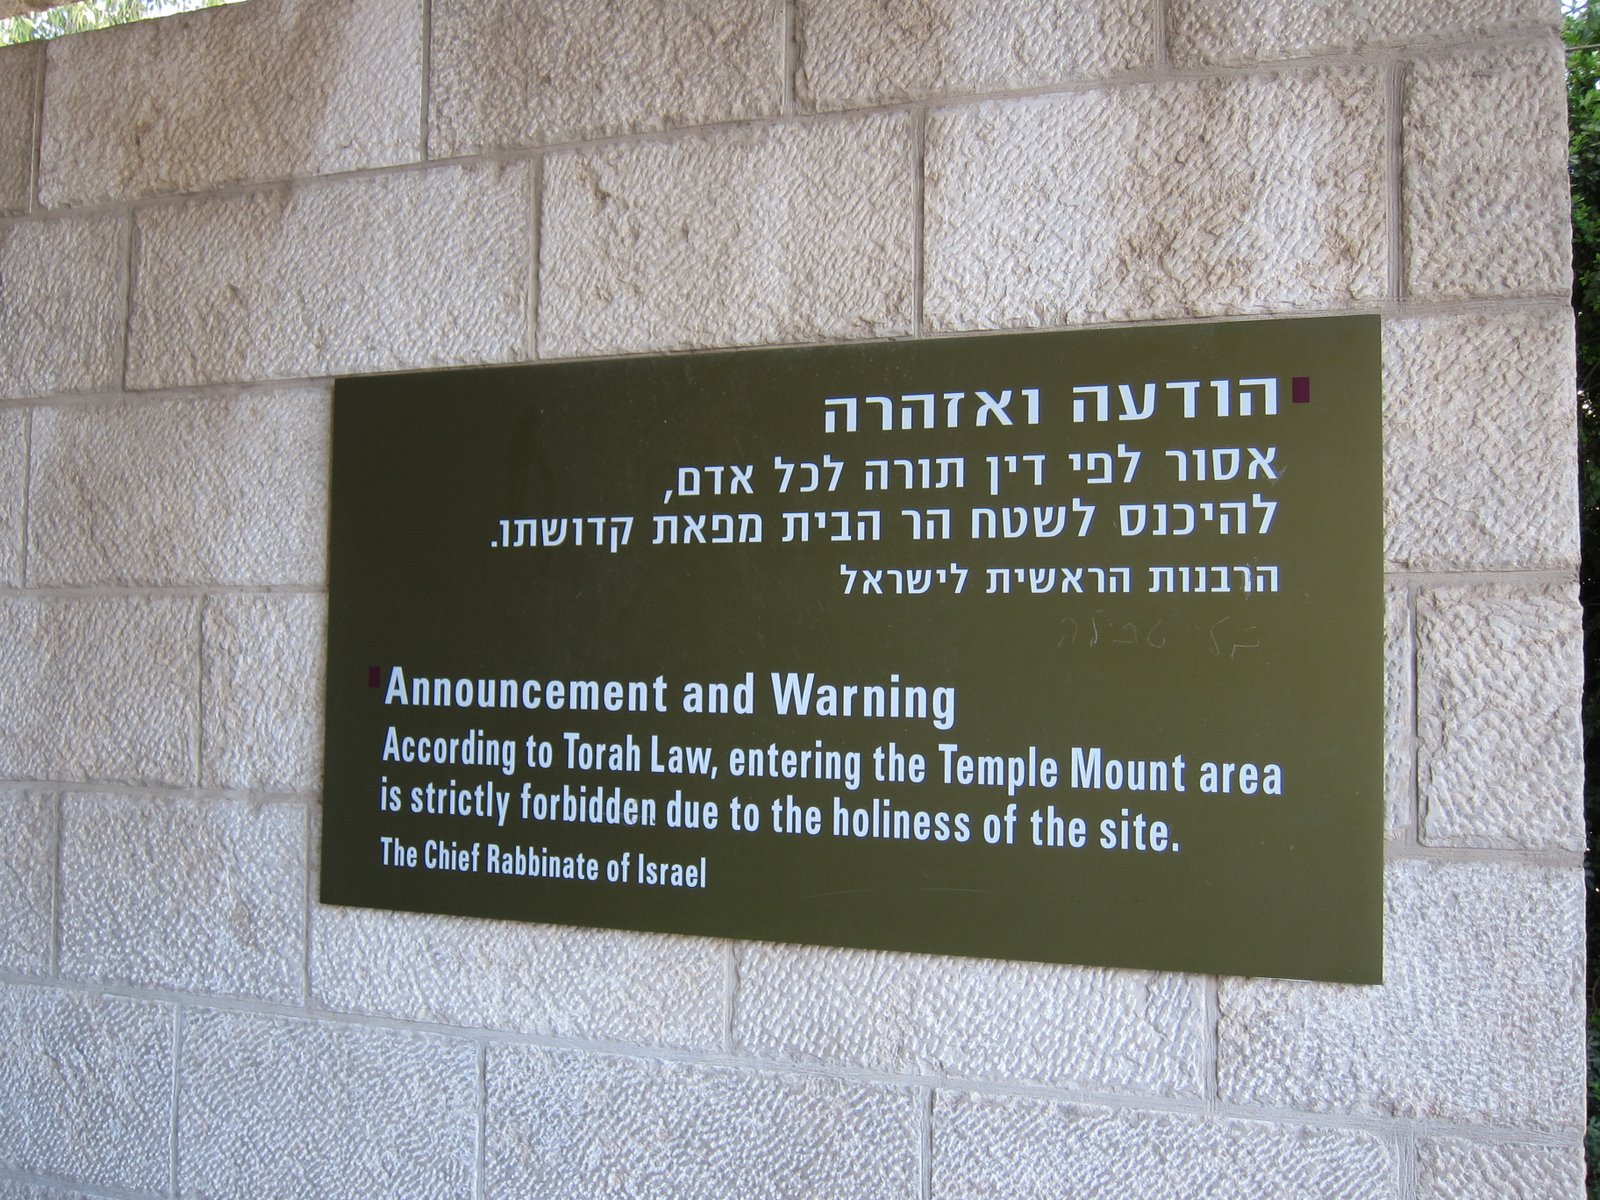 הודעה ואזהרה
אסור לפי דין תורה לכל אדם,
להיכנס לשטח הר הבית מפאת קדושתו.
הרבנות הראשית לישראל
בלי טבילה
Announcement and Warning
According to Torah Law, entering the Temple Mount area
is strictly forbidden due to the holiness of the site.
The Chief Rabbinate of Israel